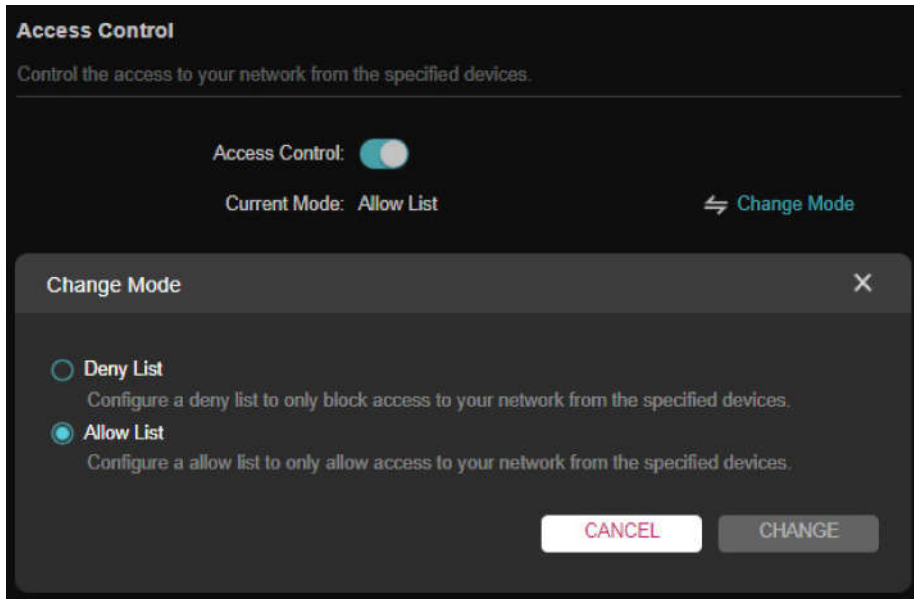 Access Control
Control the access to your network from the specified devices.
Access Control:
Current Mode: Allow List Change Mode
Change Mode
Deny List
Configure a deny list to only block access to your network from the specified devices.
Allow List
Configure a allow list to only allow access to your network from the specified devices.
CANCEL CHANGE